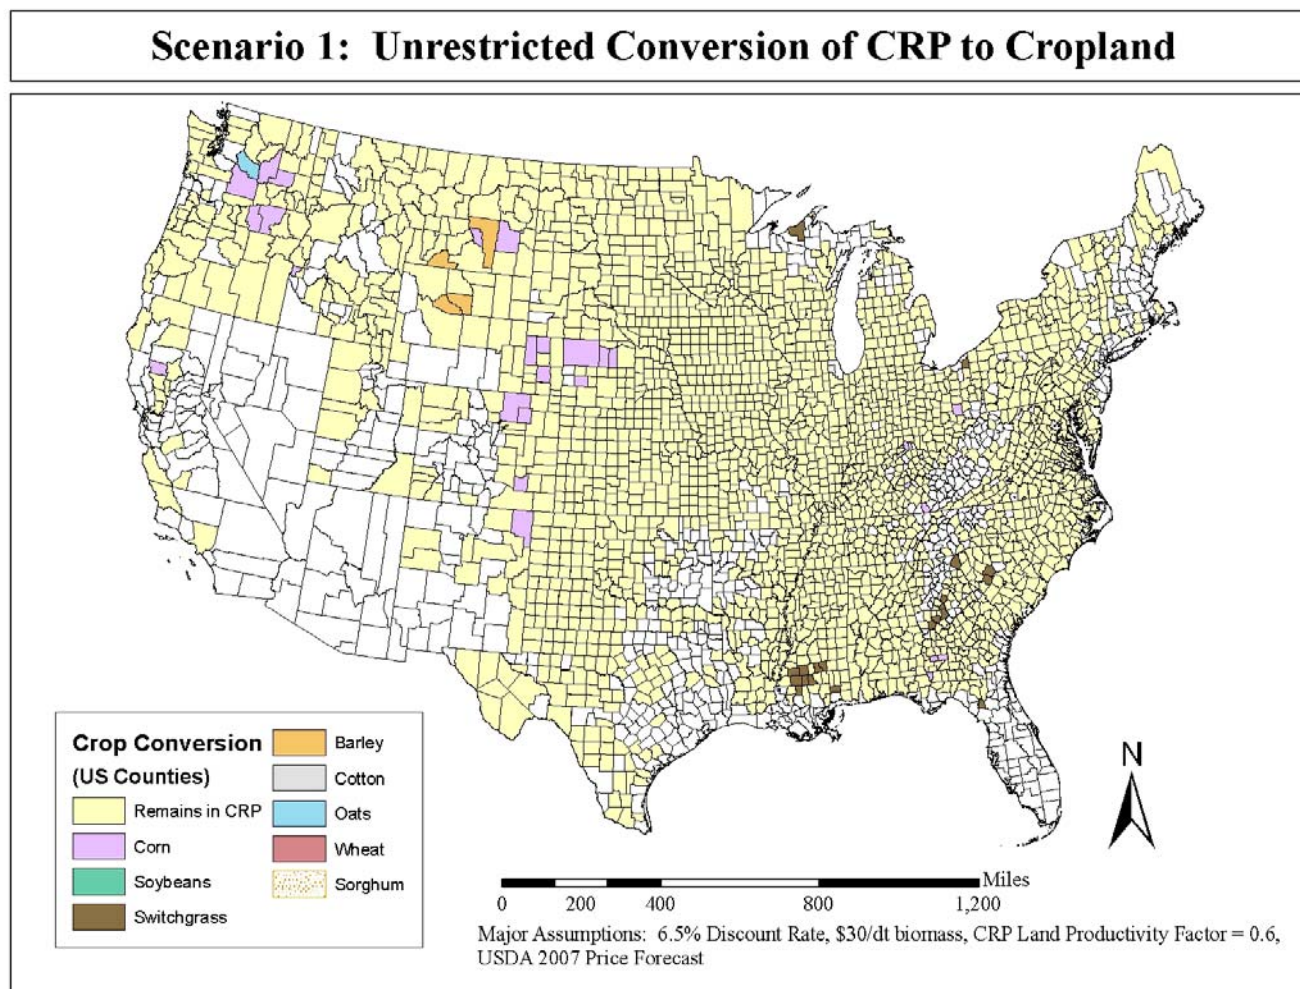 Scenario 1:  Unrestricted Conversion of CRP to Cropland
Crop Conversion
(US Counties)
Remains in CRP
Corn
Soybeans
Switchgrass
Barley
Cotton
Oats
Wheat
Sorghum
N
Miles
0 200 400 800 1,200
Major Assumptions:  6.5% Discount Rate, $30/dt biomass, CRP Land Productivity Factor = 0.6,
USDA 2007 Price Forecast